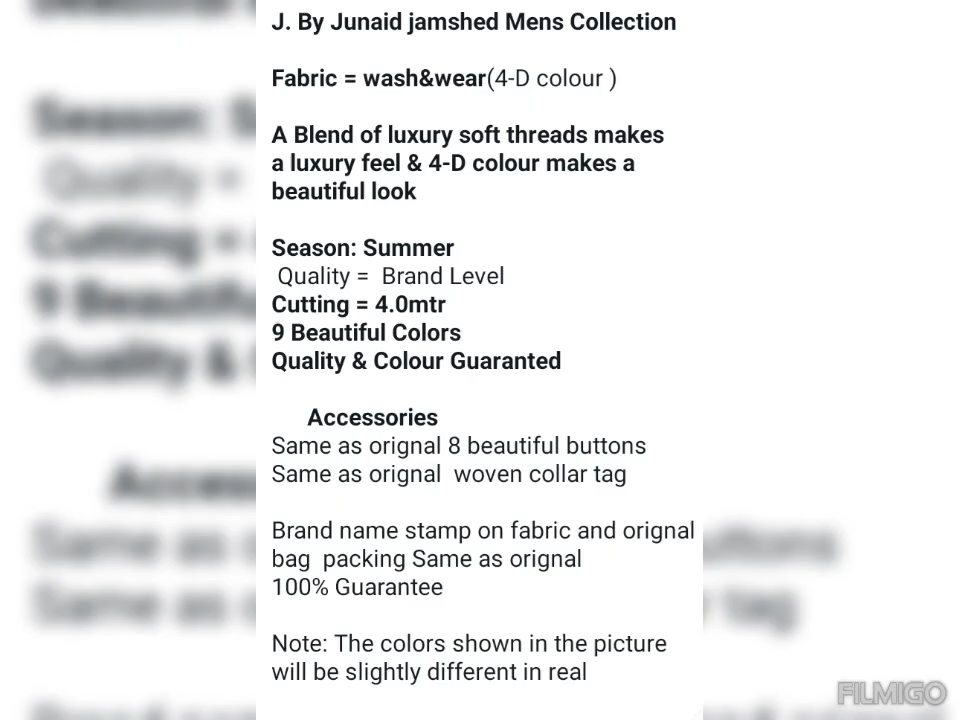 J. By Junaid jamshed Mens Collection
Fabric = wash&wear(4-D colour )
A Blend of luxury soft threads makes
a luxury feel & 4-D colour makes a
beautiful look
Season: Summer
Quality = Brand Level
Cutting = 4.0mtr
9 Beautiful Colors
Quality & Colour Guaranted
Accessories
Same as orignal 8 beautiful buttons
Same as orignal woven collar tag
Brand name stamp on fabric and orignal
bag packing Same as orignal
100% Guarantee
Note: The colors shown in the picture
will be slightly different in real
FILMIGO